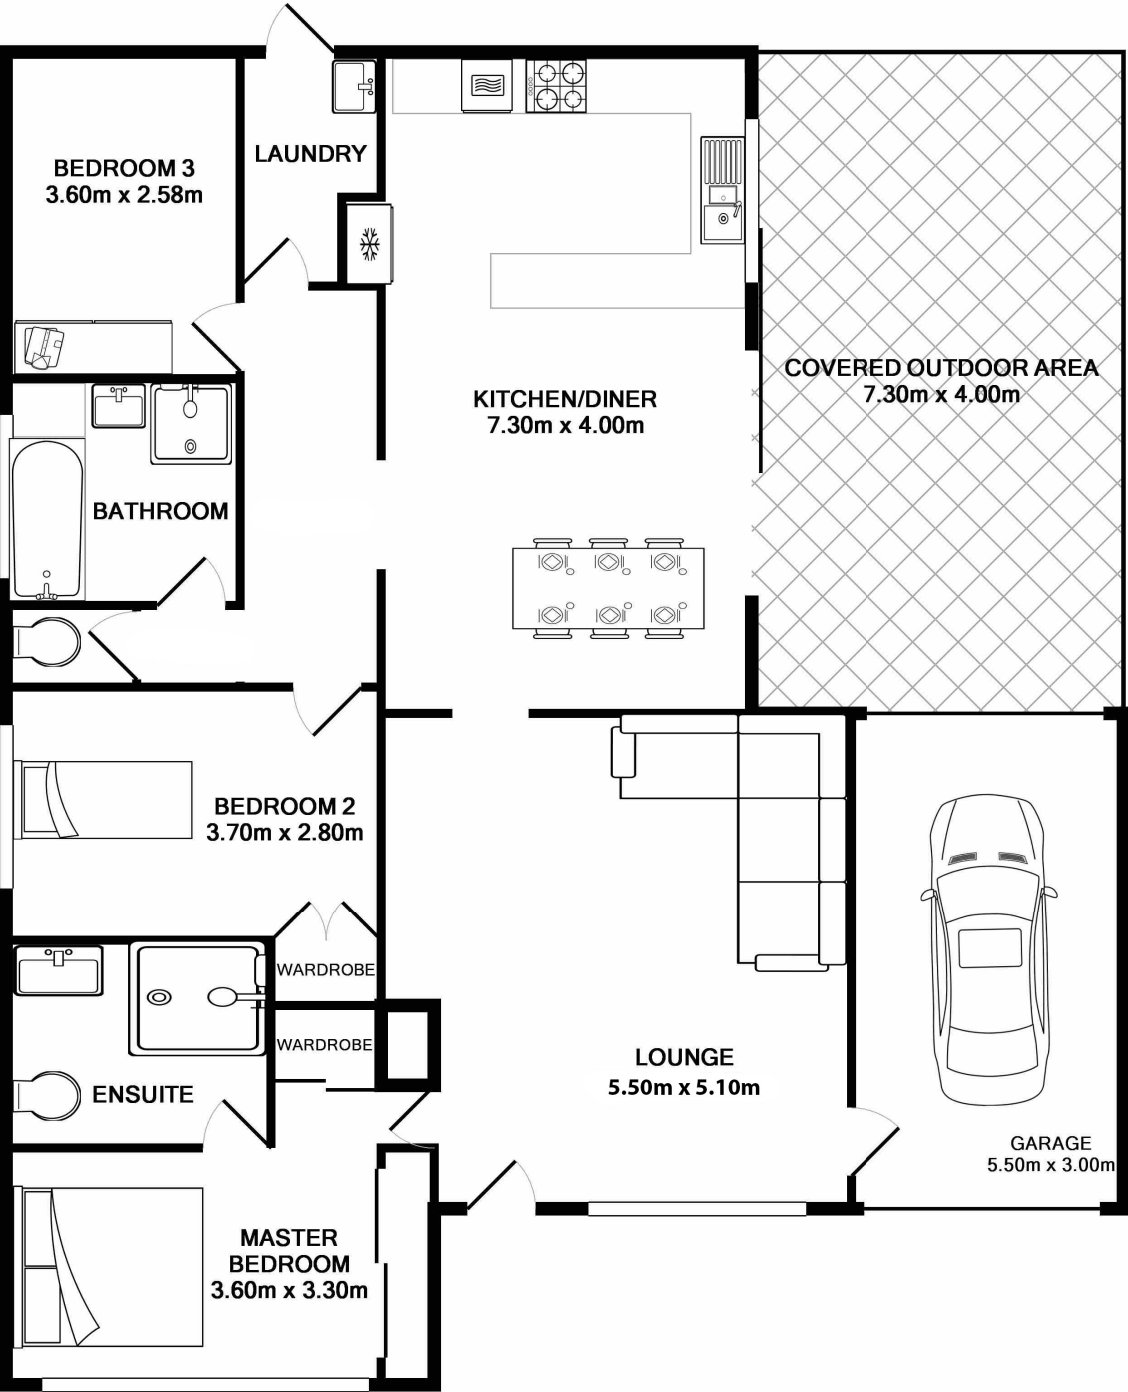 LAUNDRY
BEDROOM 3
3.60m x 2.58m
COVERED OUTDOOR AREA
7.30m x 4.00m
KITCHEN/DINER
7.30m x 4.00m
BATHROOM
BEDROOM 2
3.70m x 2.80m
WARDROBE
WARDROBE
LOUNGE
5.50m x 5.10m
ENSUITE
GARAGE
5.50m x 3.00m
MASTER
BEDROOM
3.60m x 3.30m